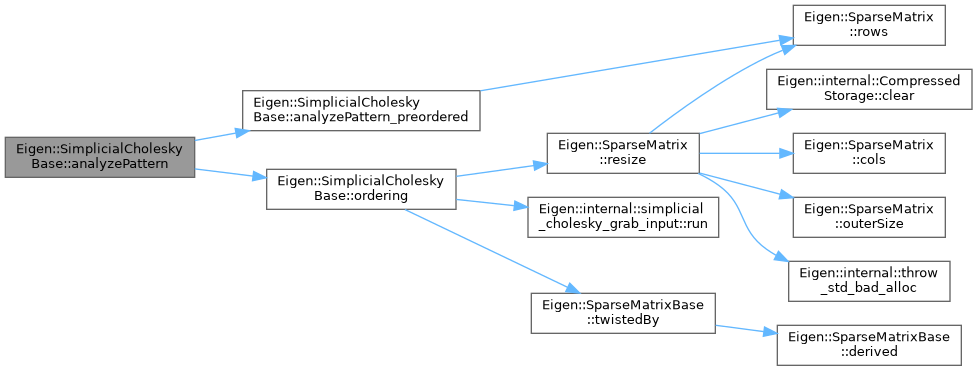 Eigen::SimplicialCholesky
Base::analyzePattern
Eigen::SimplicialCholesky
Base::analyzePattern_preordered
Eigen::SimplicialCholesky
Base::ordering
Eigen::SparseMatrix
::resize
Eigen::internal::simplicial
_cholesky_grab_input::run
Eigen::SparseMatrixBase
::twistedBy
Eigen::SparseMatrix
::rows
Eigen::internal::Compressed
Storage::clear
Eigen::SparseMatrix
::cols
Eigen::SparseMatrix
::outerSize
Eigen::internal::throw
_std_bad_alloc
Eigen::SparseMatrixBase
::derived